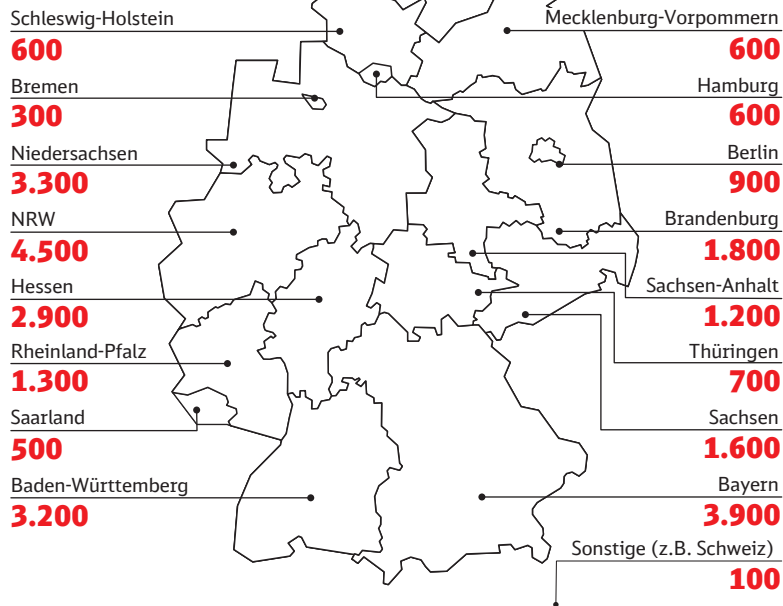 Schleswig-Holstein
600
Bremen
300
Niedersachsen
3.300
NRW
4.500
Hessen
2.900
Rheinland-Pfalz
1.300
Saarland
500
Baden-Württemberg
3.200
Mecklenburg-Vorpommern
600
Hamburg
600
Berlin
900
Brandenburg
1.800
Sachsen-Anhalt
1.200
Thüringen
700
Sachsen
1.600
Bayern
3.900
Sonstige (z.B. Schweiz)
100